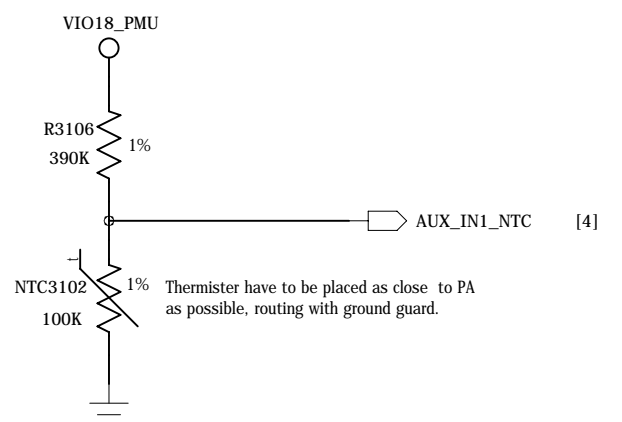 VIO18_PMU
R3106
1%
390K
AUX_IN1_NTC [4]
t
NTC3102
1%
100K
Thermister have to be placed as close to PA
as possible, routing with ground guard.